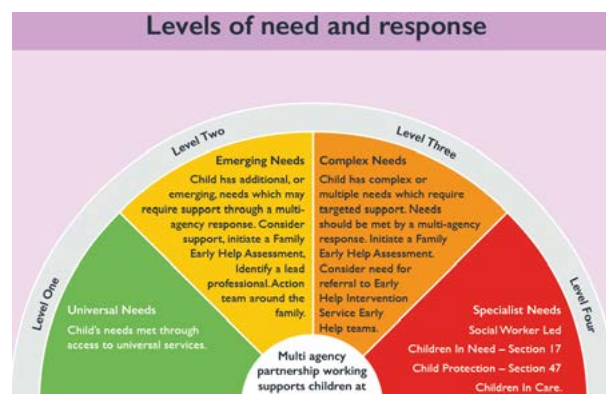 Levels of need and response
Level One
Level Two
Level Three
Level Four
Universal Needs
Child's needs met through
access to universal services.
Emerging Needs
Child has additional, or
emerging, needs which may
require support through a multi-
agency response. Consider
support, initiate a Family
Early Help Assessment,
Identify a lead
professional. Action
team around the
family.
Complex Needs
Child has complex or
multiple needs which require
targeted support. Needs
should be met by a multi-agency
response. Initiate a Family
Early Help Assessment.
Consider need for
referral to Early
Help Intervention
Service Early
Help teams.
Specialist Needs
Social Worker Led
Children In Need – Section 17
Child Protection – Section 47
Children In Care.
Multi agency
partnership working
supports children at